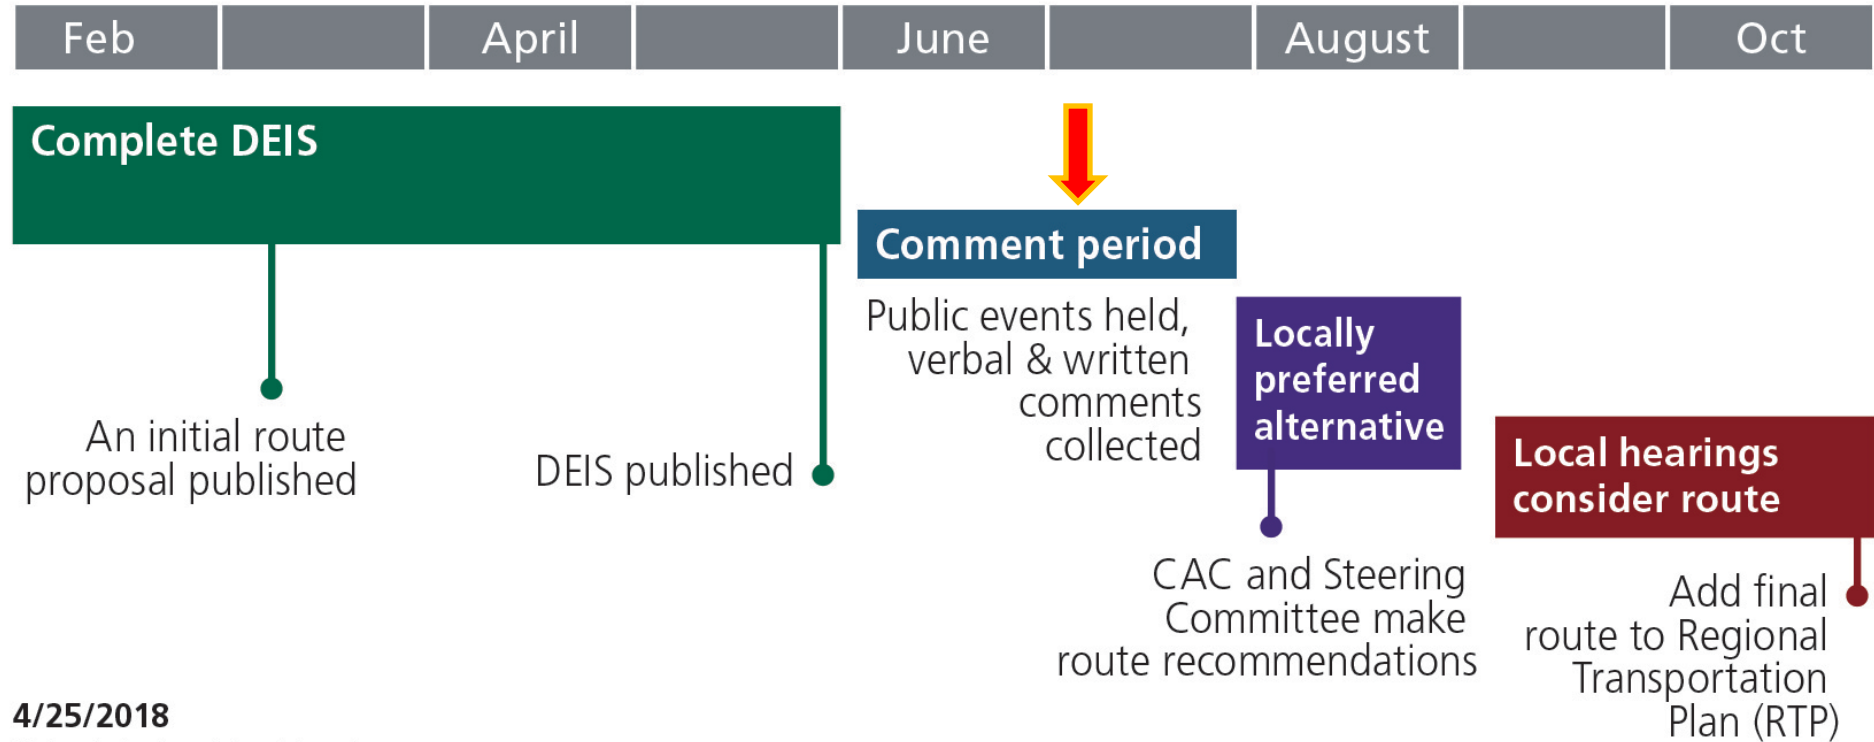 Feb April June August Oct
Complete DEIS
Comment period
Public events held,
verbal & written
comments
collected
Locally
preferred
alternative
Local hearings
consider route
An initial route
proposal published
DEIS published
CAC and Steering
Committee make
route recommendations
Add final
route to Regional
Transportation
Plan (RTP)
4/25/2018